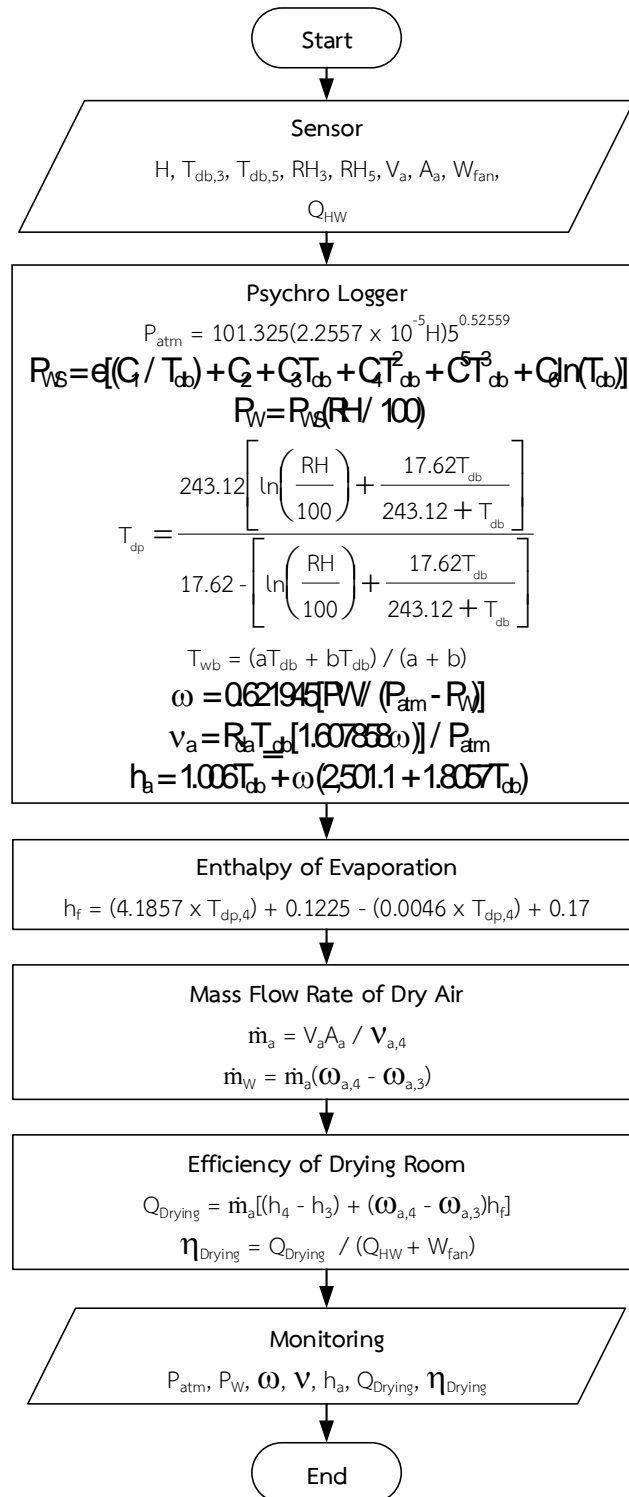 Start
Sensor
H, T_db,3, T_db,5, RH_3, RH_5, V_a, A_a, W_fan,
Q_HW
Psychro Logger
P_atm = 101.325(2.2557 x 10^-5H)5^0.52559
P_WS = e[(C_1 / T_db) + C_2 + C_3T_db + C_4T^2_db + C^5T^3_db + C_6ln(T_db)]
P_W = P_WS(RH / 100)
T_dp = 243.12[ln(RH/100) + 17.62T_db/(243.12 + T_db)] / 17.62 - [ln(RH/100) + 17.62T_db/(243.12 + T_db)]
T_wb = (aT_db + bT_db) / (a + b)
ω = 0.621945[PW / (P_atm - P_W)]
ν_a = R_da T_db[1.607858ω)] / P_atm
h_a = 1.006T_db + ω(2,501.1 + 1.8057T_db)
Enthalpy of Evaporation
h_f = (4.1857 x T_dp,4) + 0.1225 - (0.0046 x T_dp,4) + 0.17
Mass Flow Rate of Dry Air
ṁ_a = V_aA_a / ν_a,4
ṁ_W = ṁ_a(ω_a,4 - ω_a,3)
Efficiency of Drying Room
Q_Drying = ṁ_a[(h_4 - h_3) + (ω_a,4 - ω_a,3)h_f]
η_Drying = Q_Drying / (Q_HW + W_fan)
Monitoring
P_atm, P_W, ω, ν, h_a, Q_Drying, η_Drying
End